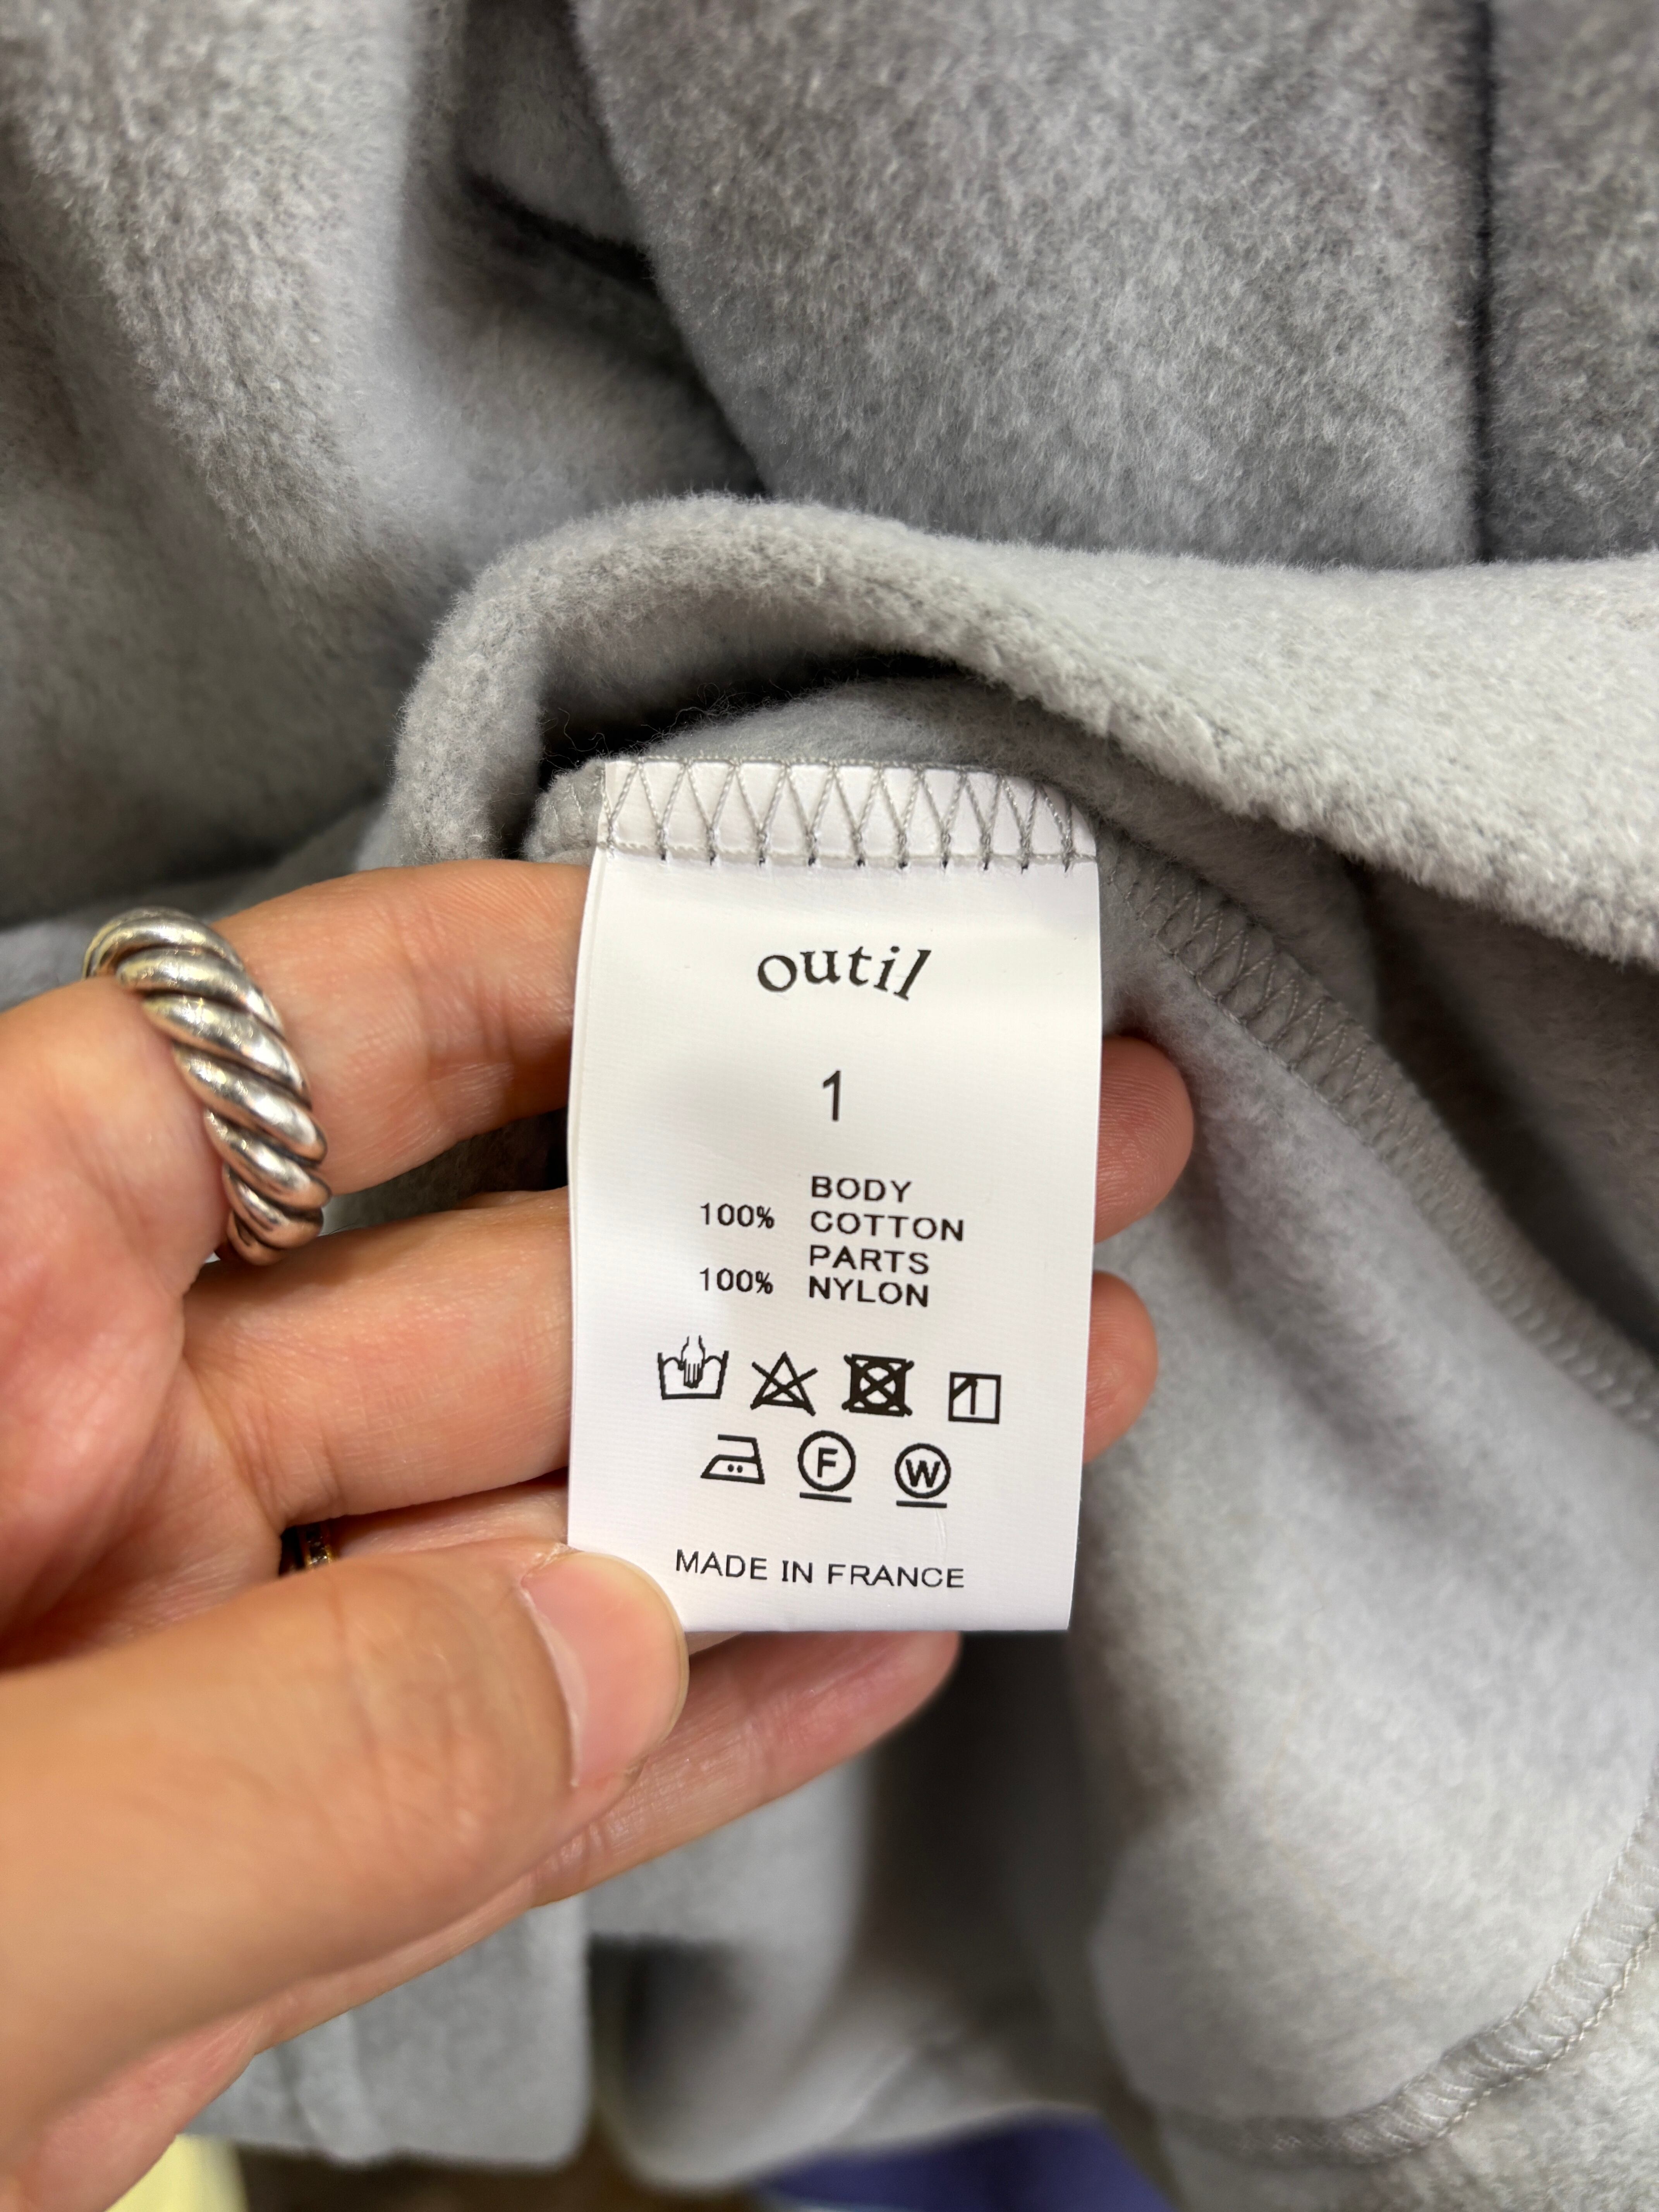 outil
1
BODY
100% COTTON
PARTS
100% NYLON
F W
MADE IN FRANCE